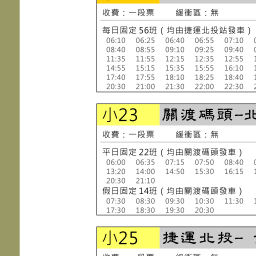 收費：一段票 緩衝區：無
每日固定 56班 ( 均由捷運北投站發車 )
06:10 06:25 06:40 06:55 07:10
08:40 08:55 09:10 09:25 09:40
11:35 11:55 12:15 12:35 12:55
14:55 15:15 15:35 15:55 16:10
17:40 17:55 18:10 18:25 18:40
20:30 21:00 21:30 22:00 22:30
小23 關渡碼頭-北
收費：一段票 緩衝區：無
平日固定 22班 ( 均由關渡碼頭發車 )
06:00 06:35 07:15 07:50 08:40
13:20 14:00 14:50 15:30 16:15
20:30 21:10
假日固定 14班 ( 均由關渡碼頭發車 )
07:30 08:30 09:30 10:30 11:30
17:30 18:30 19:30 20:30
小25 捷運北投-